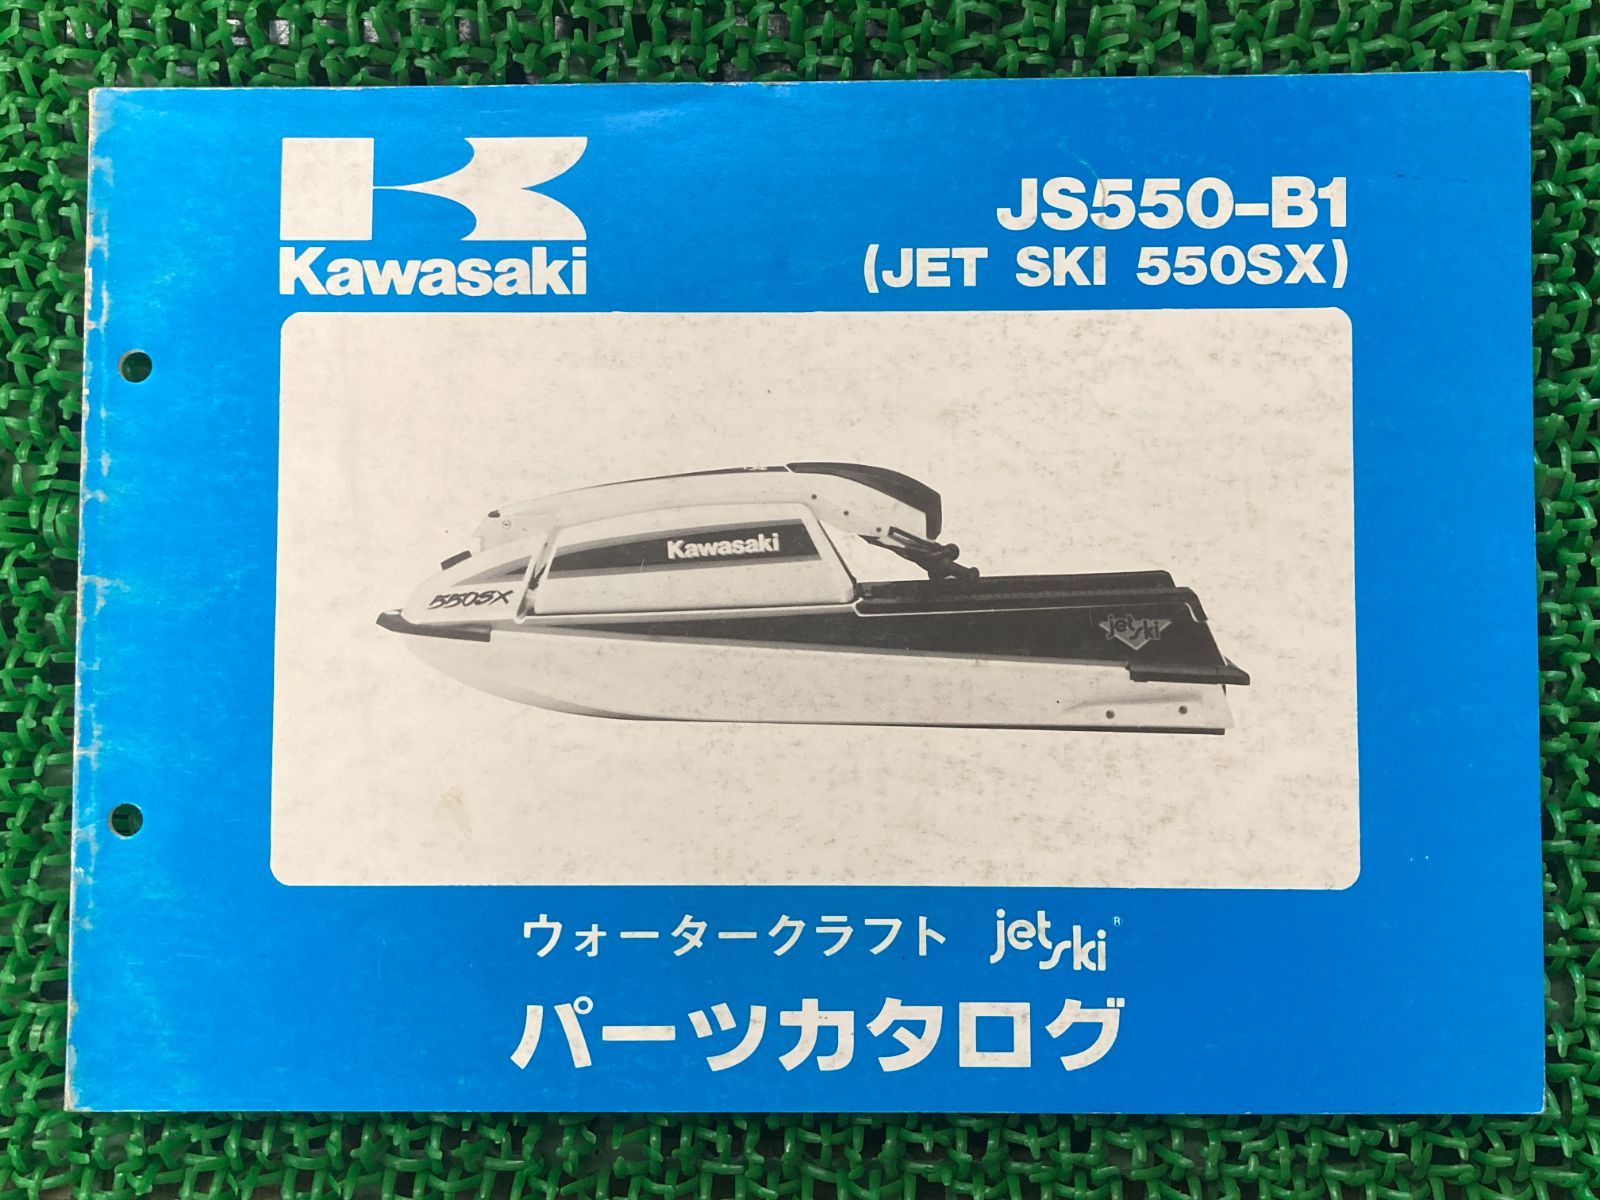 Kawasaki
JS550-B1
(JET SKI 550SX)
Kawasaki
550SX
jet ski
ウォータークラフト jet ski®
パーツカタログ